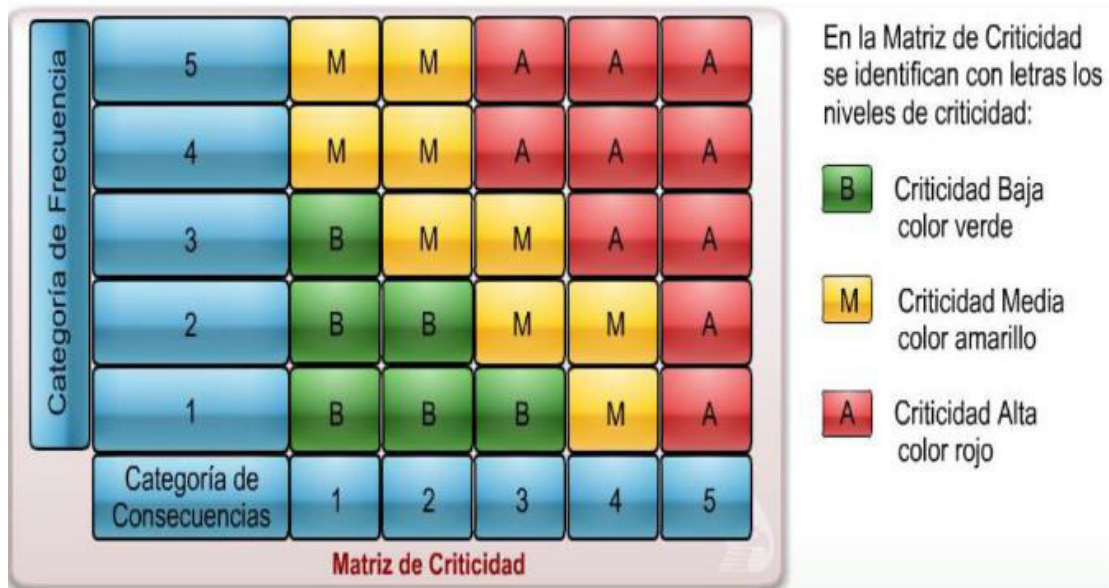 Categoría de Frecuencia
5 M M A A A
4 M M A A A
3 B M M A A
2 B B M M A
1 B B B M A
Categoría de
Consecuencias
1 2 3 4 5
Matriz de Criticidad
En la Matriz de Criticidad
se identifican con letras los
niveles de criticidad:
B Criticidad Baja
color verde
M Criticidad Media
color amarillo
A Criticidad Alta
color rojo